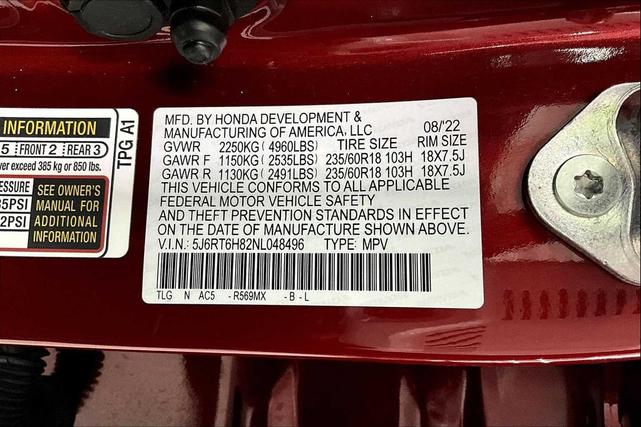 INFORMATION
5 FRONT 2 REAR 3
ver exceed 385 kg or 850 lbs.
ESSURE
35PSI
2PSI
SEE OWNER'S
MANUAL FOR
ADDITIONAL
INFORMATION
TPG A1
MFD. BY HONDA DEVELOPMENT &
MANUFACTURING OF AMERICA, LLC 08/'22
GVWR 2250KG ( 4960LBS) TIRE SIZE RIM SIZE
GAWR F 1150KG ( 2535LBS) 235/60R18 103H 18X7.5J
GAWR R 1130KG ( 2491LBS) 235/60R18 103H 18X7.5J
THIS VEHICLE CONFORMS TO ALL APPLICABLE
FEDERAL MOTOR VEHICLE SAFETY
AND THEFT PREVENTION STANDARDS IN EFFECT
ON THE DATE OF MANUFACTURE SHOWN ABOVE.
V.I.N.: 5J6RT6H82NL048496 TYPE: MPV
TLG N AC5 - R569MX - B - L